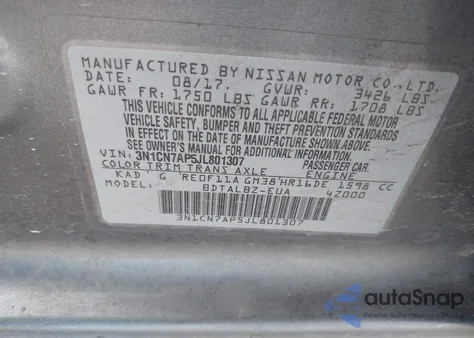 MANUFACTURED BY NISSAN MOTOR CO., LTD.
DATE: 08/17. GVWR: 3426 LBS
GAWR FR: 1750 LBS GAWR RR: 1708 LBS
THIS VEHICLE CONFORMS TO ALL APPLICABLE FEDERAL MOTOR
VEHICLE SAFETY, BUMPER, AND THEFT PREVENTION STANDARDS
IN EFFECT ON THE DATE OF MANUFACTURE SHOWN ABOVE.
SEE OWNER'S MANUAL FOR ADDITIONAL INFORMATION.
VIN: 3N1CN7AP5JL801307 PASSENGER CAR.
COLOR TRIM TRANS AXLE ENGINE
KAD G RE0F11A GM38 HR16DE 1598 CC
MODEL: BDTALBZ-EUA 4Z000
3N1CN7AP5JL801307
autoSnap